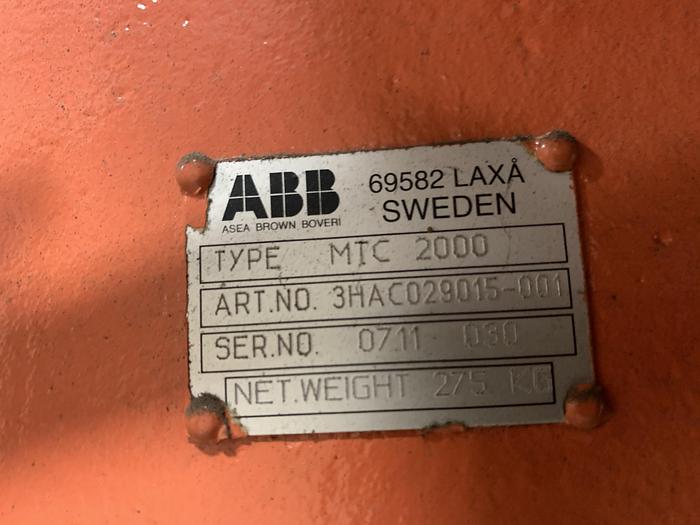 ABB
ASEA BROWN BOVERI
69582 LAXÅ
SWEDEN
TYPE MTC 2000
ART.NO. 3HAC029015-001
SER.NO. 0711 030
NET.WEIGHT 275 KG